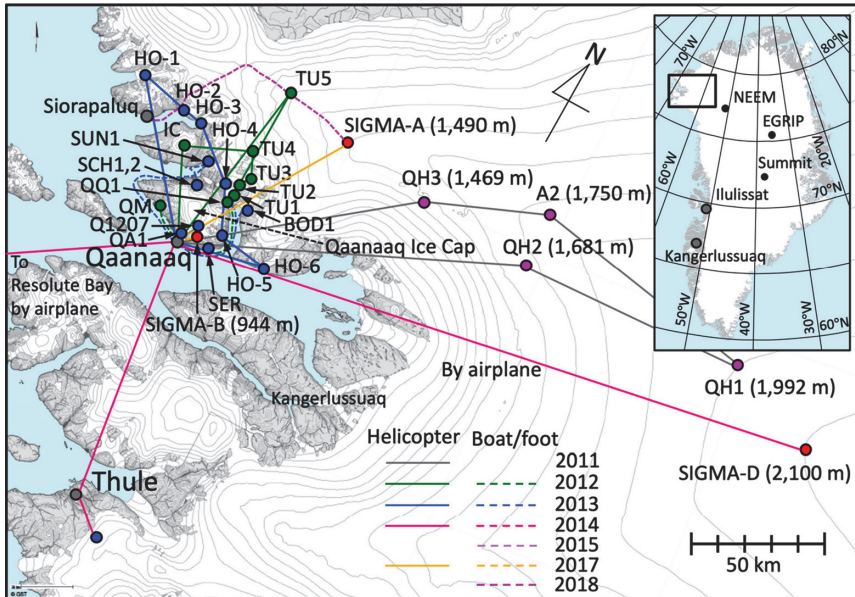 HO-1
HO-2
HO-3
Siorapaluq
IC
HO-4
SUN1
SCH1,2
QQ1
QM
Q1207
QA1
Qaanaaq
To
Resolute Bay
by airplane
TU5
SIGMA-A (1,490 m)
TU4
TU3
TU2
TU1
BOD1
Qaanaaq Ice Cap
HO-6
HO-5
SER
SIGMA-B (944 m)
N
QH3 (1,469 m)
A2 (1,750 m)
QH2 (1,681 m)
QH1 (1,992 m)
SIGMA-D (2,100 m)
By airplane
Kangerlussuaq
Thule
Helicopter
Boat/foot
2011
2012
2013
2014
2015
2017
2018
50 km
© GST
70°W
80°N
NEEM
EGRIP
60°W
20°W
Summit
Ilulissat
70°N
Kangerlussuaq
50°W
40°W
30°W
60°N